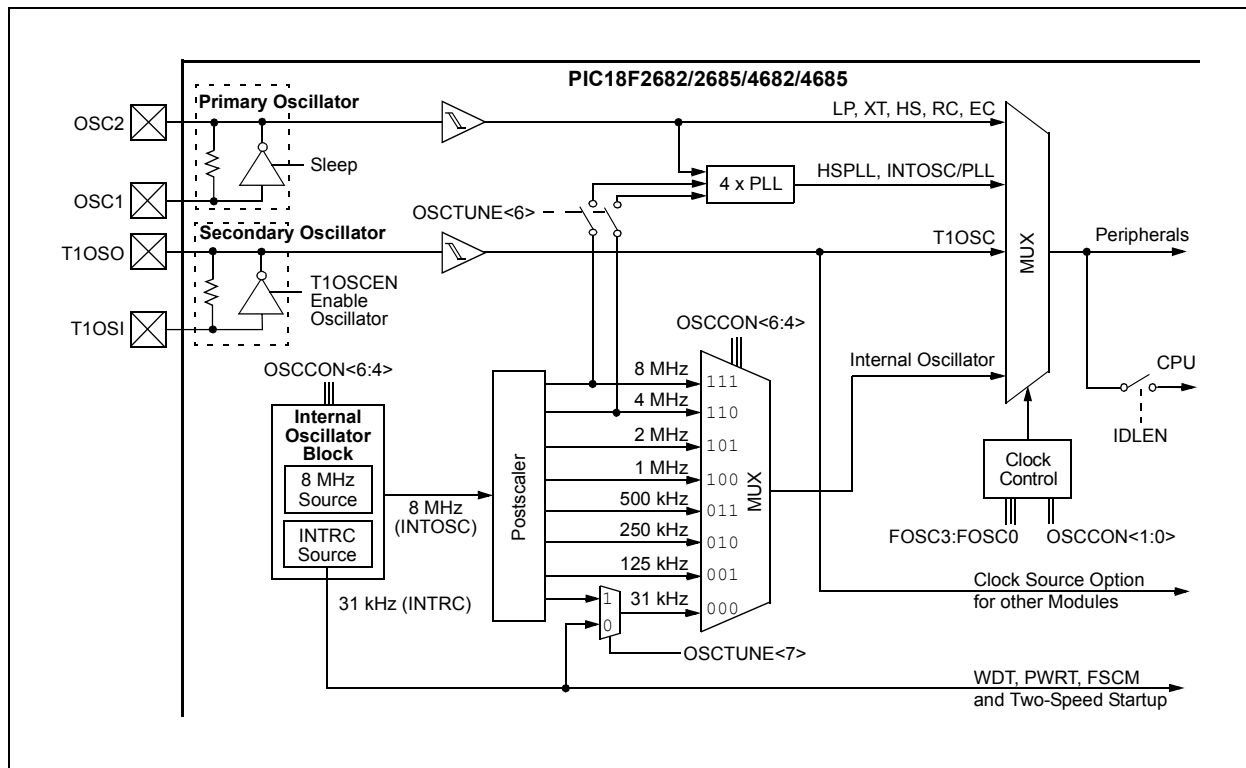 PIC18F2682/2685/4682/4685
Primary Oscillator
OSC2
Sleep
OSC1
LP, XT, HS, RC, EC
4 x PLL
HSPLL, INTOSC/PLL
OSCTUNE<6>
Secondary Oscillator
T1OSO
T1OSCEN
Enable
Oscillator
T1OSI
T1OSC
MUX
Peripherals
OSCCON<6:4>
Internal
Oscillator
Block
8 MHz
Source
INTRC
Source
8 MHz
(INTOSC)
31 kHz (INTRC)
Postscaler
OSCCON<6:4>
8 MHz
111
4 MHz
110
2 MHz
101
1 MHz
100
500 kHz
011
250 kHz
010
125 kHz
001
31 kHz
000
1
0
MUX
OSCTUNE<7>
Internal Oscillator
CPU
IDLEN
Clock
Control
FOSC3:FOSC0
OSCCON<1:0>
Clock Source Option
for other Modules
WDT, PWRT, FSCM
and Two-Speed Startup